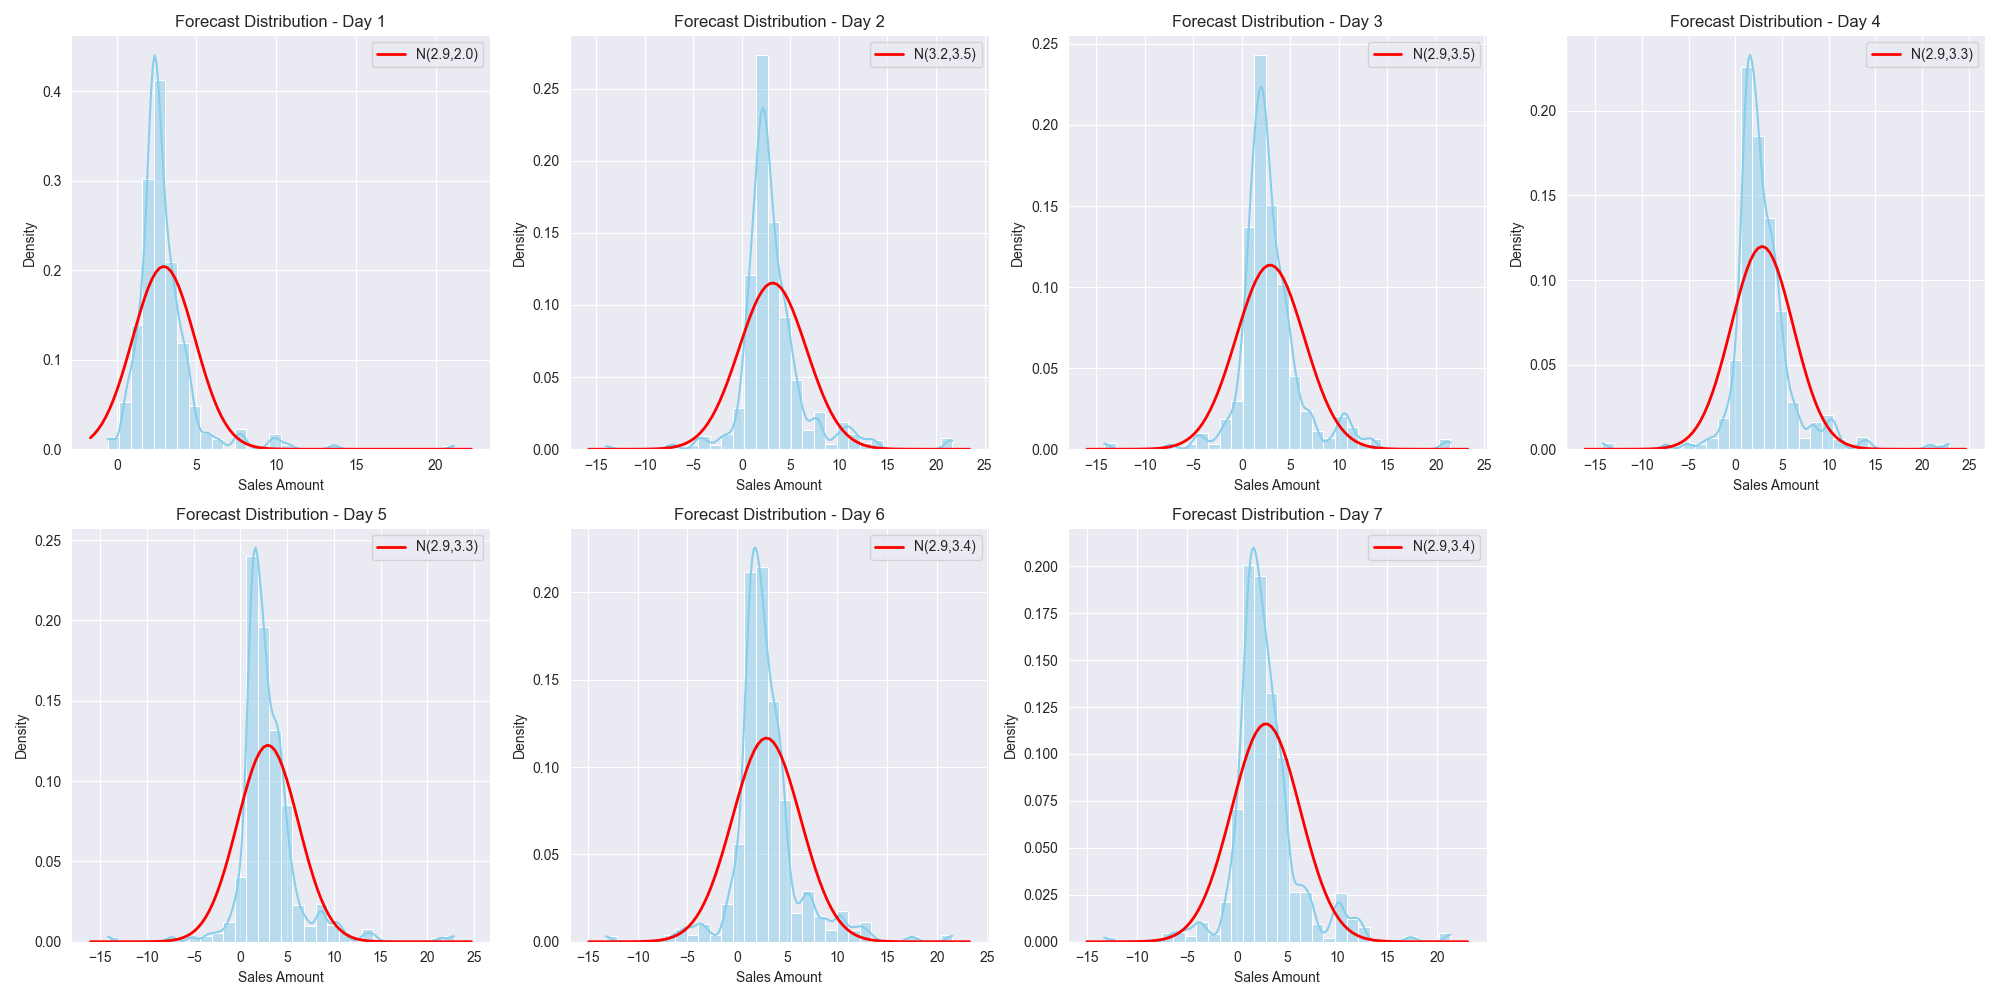 Forecast Distribution - Day 1
N(2.9,2.0)
Density
0.4
0.3
0.2
0.1
0.0
0 5 10 15 20
Sales Amount
Forecast Distribution - Day 2
N(3.2,3.5)
Density
0.25
0.20
0.15
0.10
0.05
0.00
−15 −10 −5 0 5 10 15 20 25
Sales Amount
Forecast Distribution - Day 3
N(2.9,3.5)
Density
0.25
0.20
0.15
0.10
0.05
0.00
−15 −10 −5 0 5 10 15 20 25
Sales Amount
Forecast Distribution - Day 4
N(2.9,3.3)
Density
0.20
0.15
0.10
0.05
0.00
−15 −10 −5 0 5 10 15 20 25
Sales Amount
Forecast Distribution - Day 5
N(2.9,3.3)
Density
0.25
0.20
0.15
0.10
0.05
0.00
−15 −10 −5 0 5 10 15 20 25
Sales Amount
Forecast Distribution - Day 6
N(2.9,3.4)
Density
0.20
0.15
0.10
0.05
0.00
−15 −10 −5 0 5 10 15 20 25
Sales Amount
Forecast Distribution - Day 7
N(2.9,3.4)
Density
0.200
0.175
0.150
0.125
0.100
0.075
0.050
0.025
0.000
−15 −10 −5 0 5 10 15 20
Sales Amount